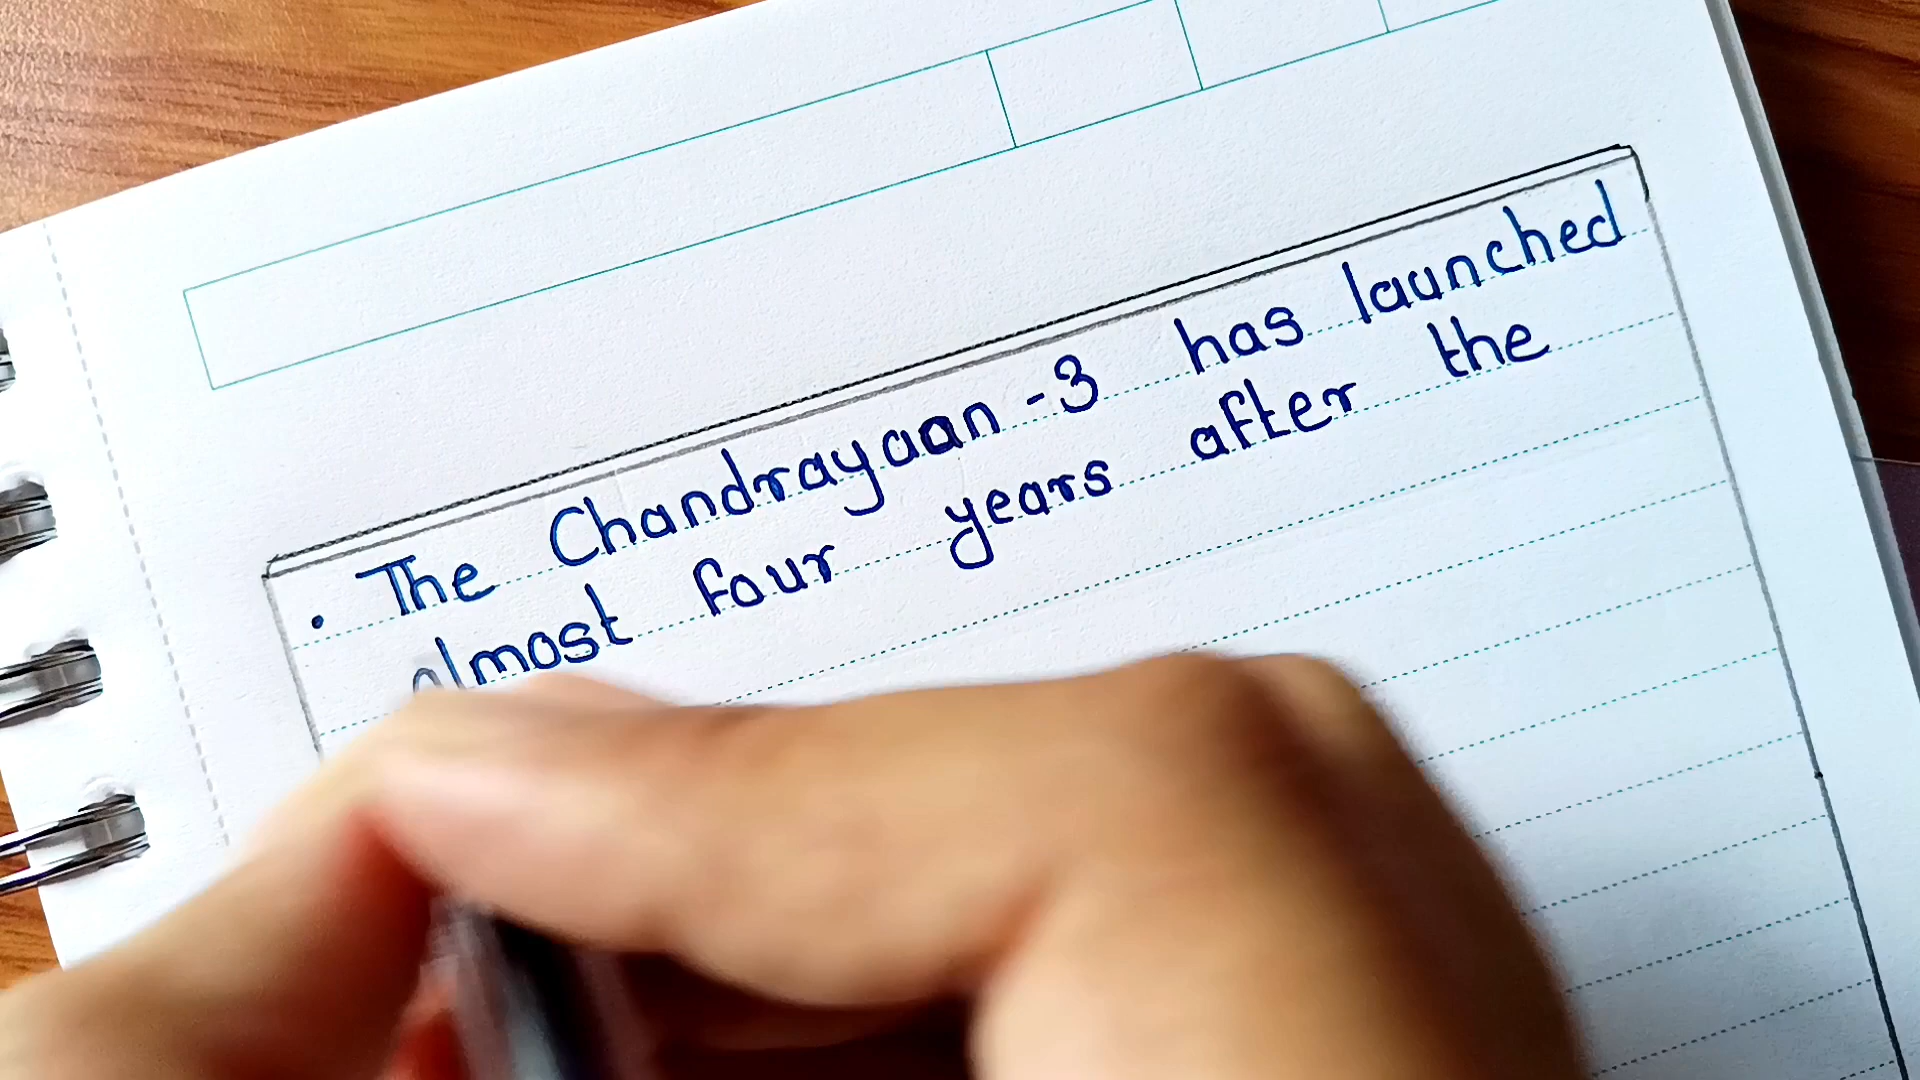 • The Chandrayaan-3 has launched
almost four years after the